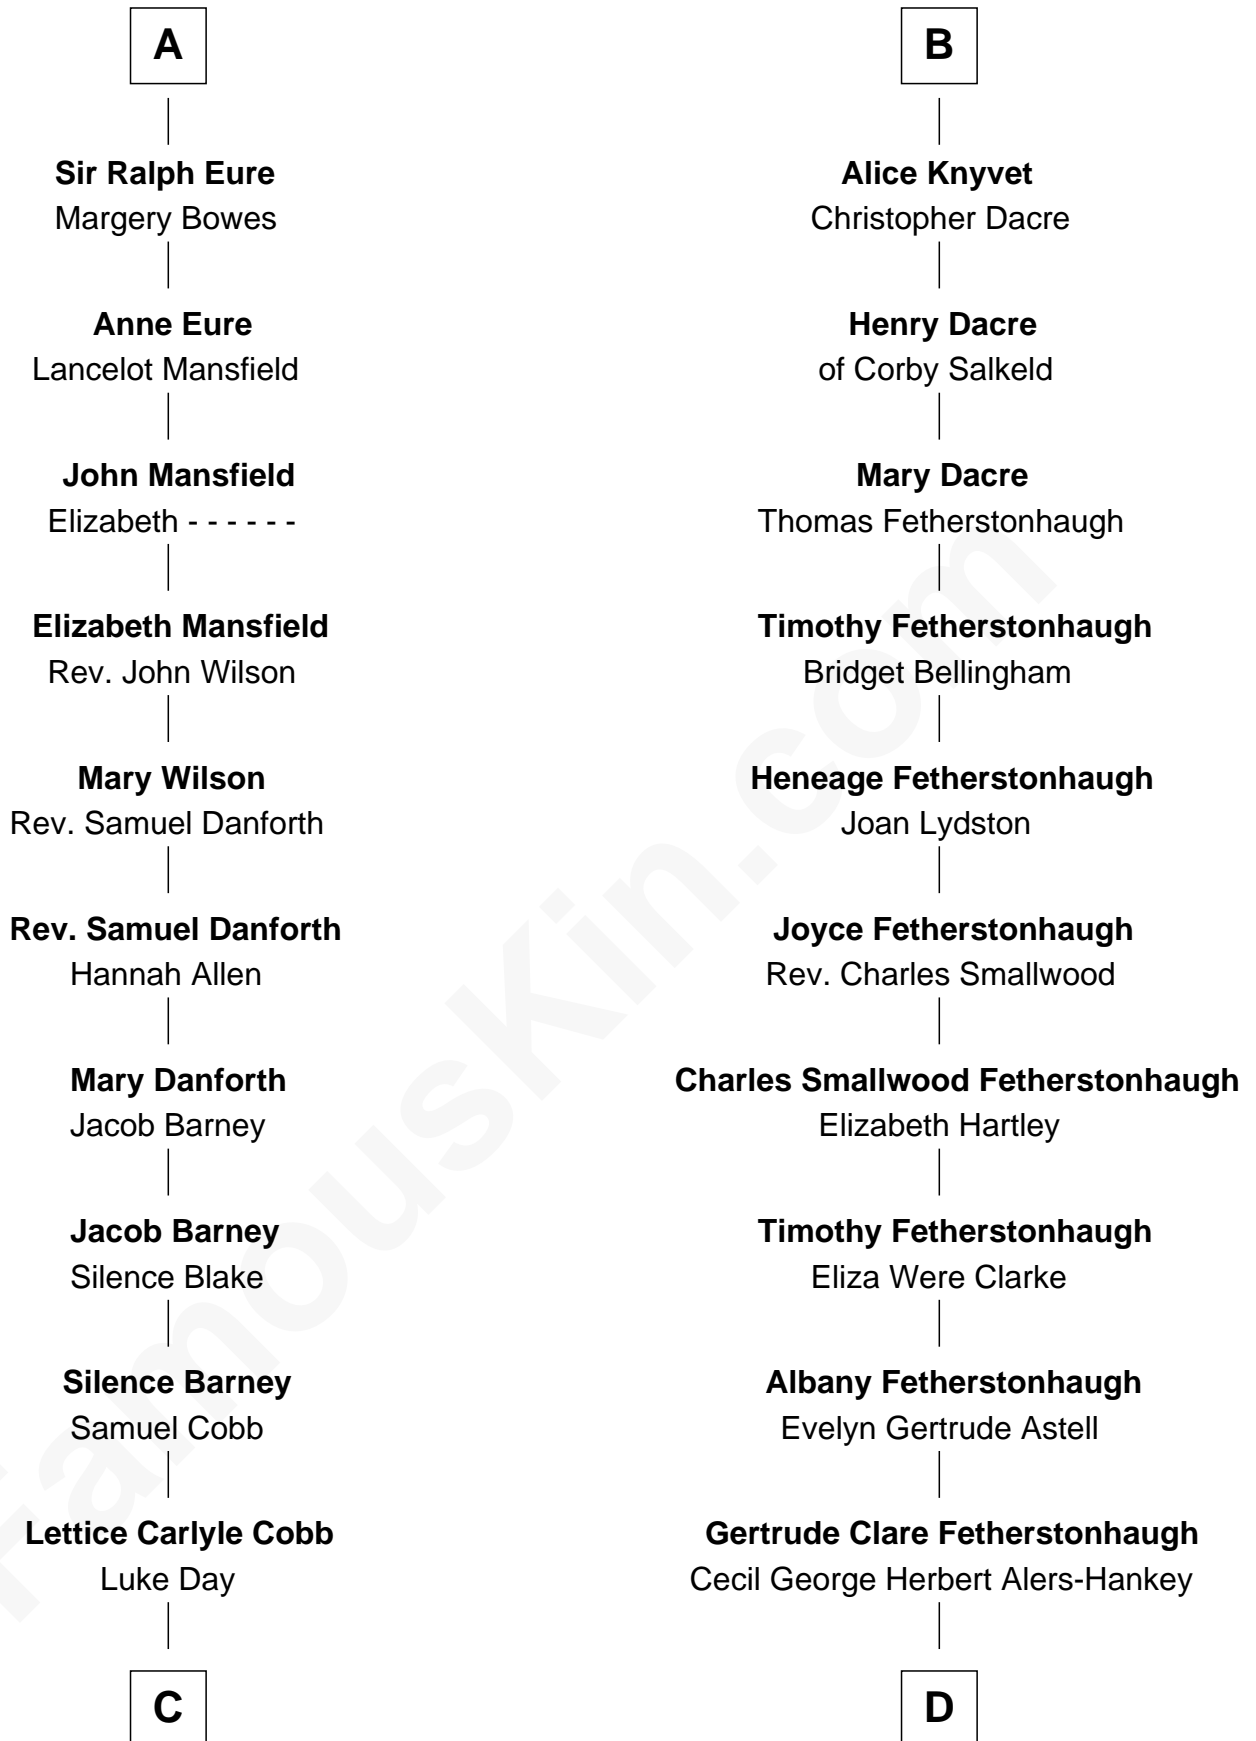 A
Sir Ralph Eure
Margery Bowes
Anne Eure
Lancelot Mansfield
John Mansfield
Elizabeth - - - - - -
Elizabeth Mansfield
Rev. John Wilson
Mary Wilson
Rev. Samuel Danforth
Rev. Samuel Danforth
Hannah Allen
Mary Danforth
Jacob Barney
Jacob Barney
Silence Blake
Silence Barney
Samuel Cobb
Lettice Carlyle Cobb
Luke Day
C
B
Alice Knyvet
Christopher Dacre
Henry Dacre
of Corby Salkeld
Mary Dacre
Thomas Fetherstonhaugh
Timothy Fetherstonhaugh
Bridget Bellingham
Heneage Fetherstonhaugh
Joan Lydston
Joyce Fetherstonhaugh
Rev. Charles Smallwood
Charles Smallwood Fetherstonhaugh
Elizabeth Hartley
Timothy Fetherstonhaugh
Eliza Were Clarke
Albany Fetherstonhaugh
Evelyn Gertrude Astell
Gertrude Clare Fetherstonhaugh
Cecil George Herbert Alers-Hankey
D
FamousKin.com